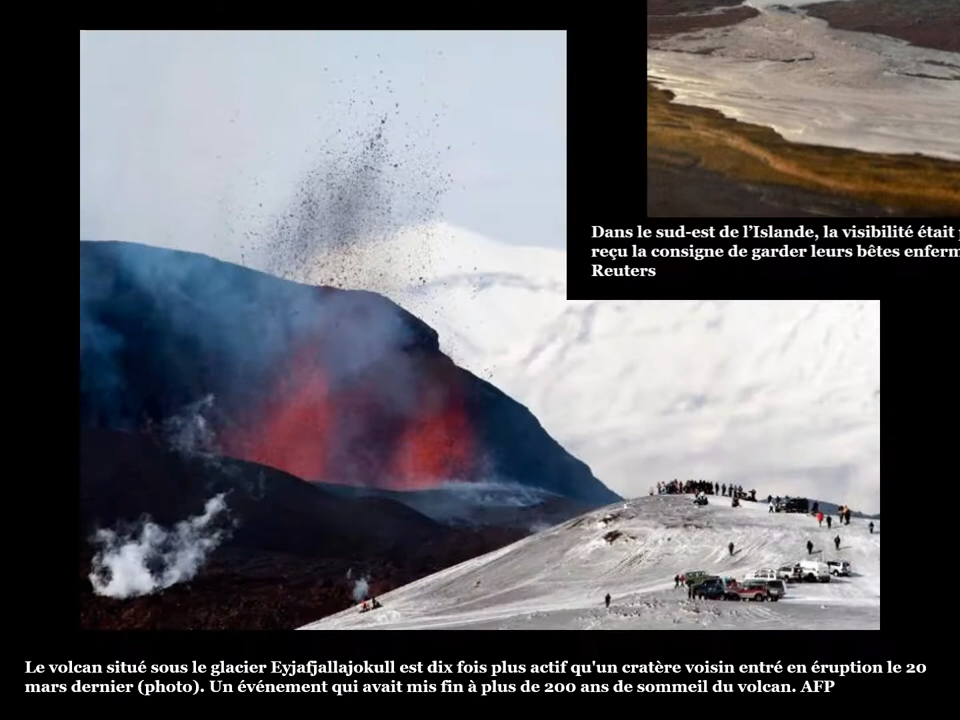 Dans le sud-est de l’Islande, la visibilité était
reçu la consigne de garder leurs bêtes
Reuters
Le volcan situé sous le glacier Eyjafjallajokull est dix fois plus actif qu'un cratère voisin entré en éruption le 20
mars dernier (photo). Un événement qui avait mis fin à plus de 200 ans de sommeil du volcan. AFP